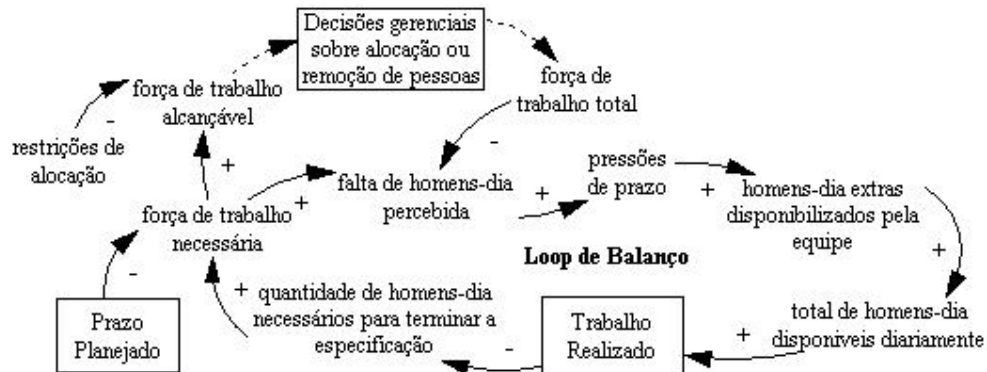 Decisões gerenciais
sobre alocação ou
remoção de pessoas
força de
trabalho total
força de trabalho
alcançável
-
restrições de
alocação
-
+
pressões
de prazo
falta de homens-dia
percebida
+
+
+
homens-dia extras
disponibilizados pela
equipe
força de trabalho
necessária
Loop de Balanço
+
-
+
quantidade de homens-dia
necessários para terminar a
especificação
Prazo
Planejado
Trabalho
Realizado
-
+
total de homens-dia
disponíveis diariamente